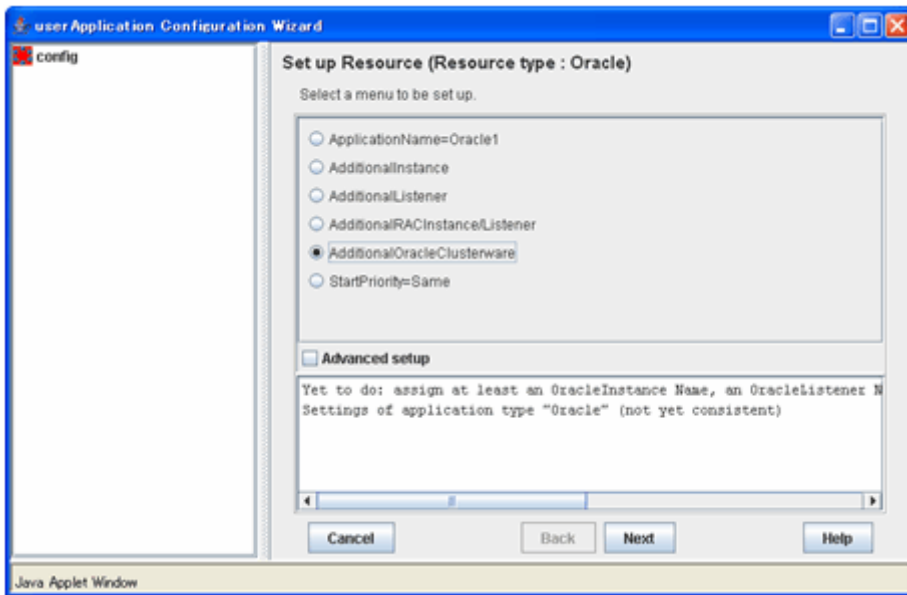 userApplication Configuration Wizard
config
Set up Resource (Resource type : Oracle)
Select a menu to be set up.
ApplicationName=Oracle1
AdditionalInstance
AdditionalListener
AdditionalRACInstance/Listener
AdditionalOracleClusterware
StartPriority=Same
Advanced setup
Yet to do: assign at least an OracleInstance Name, an OracleListener N
Settings of application type "Oracle" (not yet consistent)
Cancel Back Next Help
Java Applet Window